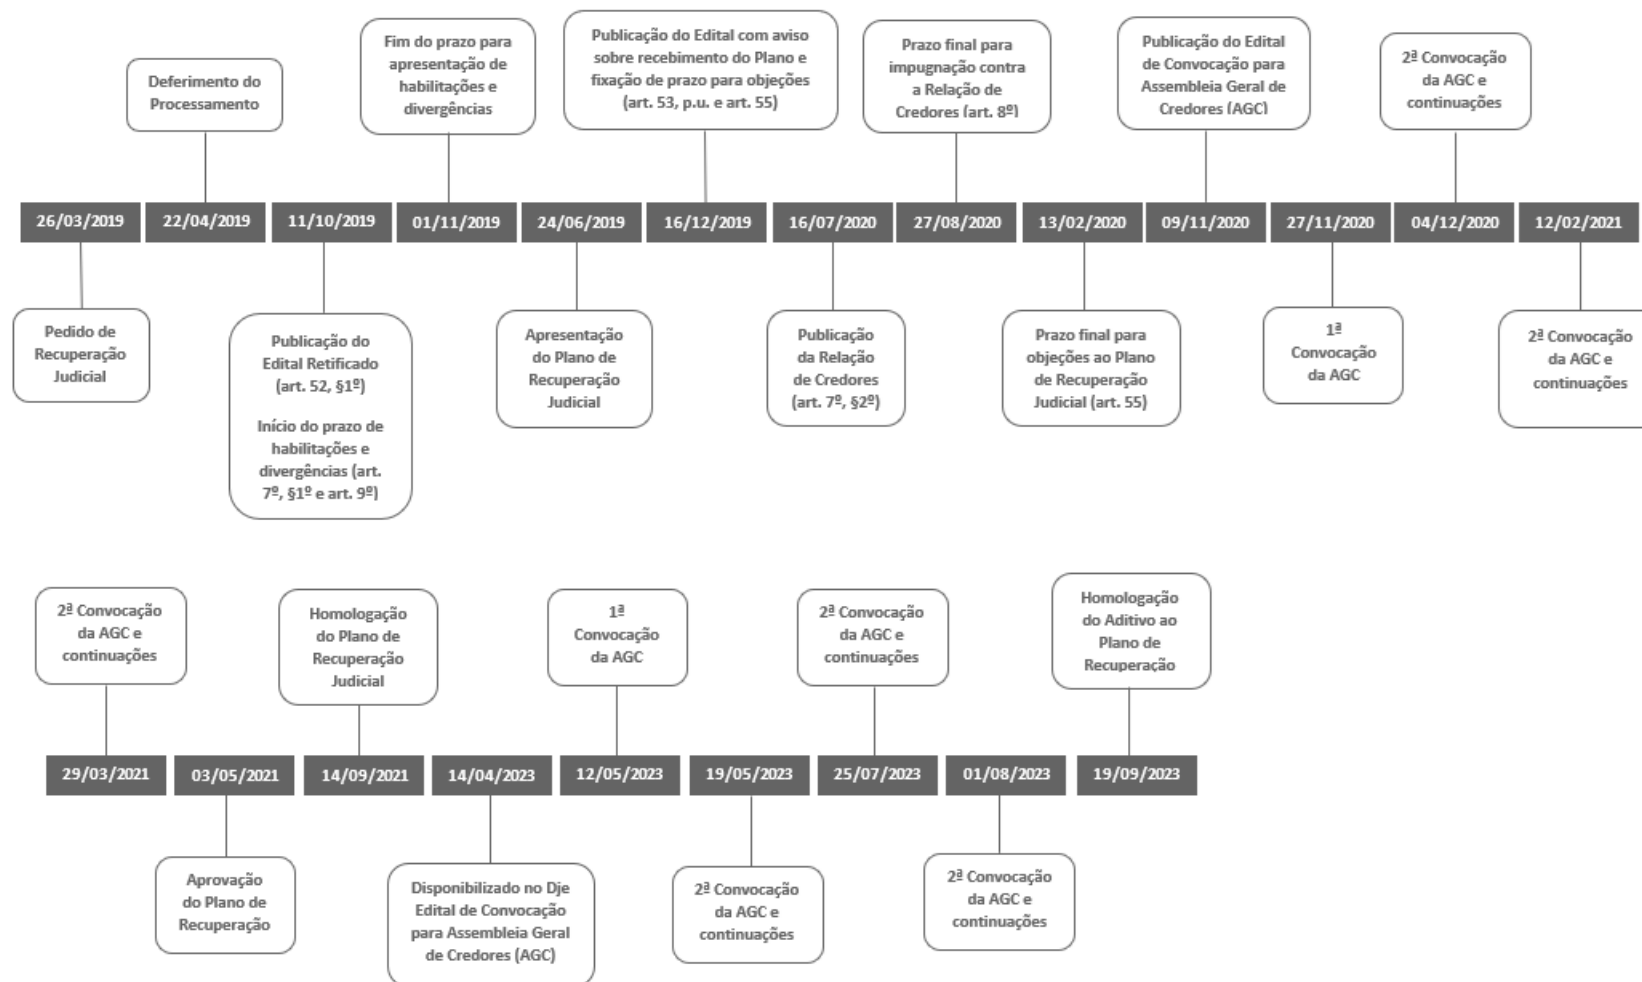 Deferimento do
Processamento
Fim do prazo para
apresentação de
habilitações e
divergências
Publicação do Edital com aviso
sobre recebimento do Plano e
fixação de prazo para objeções
(art. 53, p.u. e art. 55)
Prazo final para
impugnação contra
a Relação de
Credores (art. 8º)
Publicação do Edital
de Convocação para
Assembleia Geral de
Credores (AGC)
2ª Convocação
da AGC e
continuações
26/03/2019
22/04/2019
11/10/2019
01/11/2019
24/06/2019
16/12/2019
16/07/2020
27/08/2020
13/02/2020
09/11/2020
27/11/2020
04/12/2020
12/02/2021
Pedido de
Recuperação
Judicial
Publicação do
Edital Retificado
(art. 52, §1º)
Início do prazo de
habilitações e
divergências (art.
7º, §1º e art. 9º)
Apresentação
do Plano de
Recuperação
Judicial
Publicação
da Relação
de Credores
(art. 7º, §2º)
Prazo final para
objeções ao Plano
de Recuperação
Judicial (art. 55)
1ª
Convocação
da AGC
2ª Convocação
da AGC e
continuações
2ª Convocação
da AGC e
continuações
Homologação
do Plano de
Recuperação
Judicial
1ª
Convocação
da AGC
2ª Convocação
da AGC e
continuações
Homologação
do Aditivo ao
Plano de
Recuperação
29/03/2021
03/05/2021
14/09/2021
14/04/2023
12/05/2023
19/05/2023
25/07/2023
01/08/2023
19/09/2023
Aprovação
do Plano de
Recuperação
Disponibilizado no Dje
Edital de Convocação
para Assembleia Geral
de Credores (AGC)
2ª Convocação
da AGC e
continuações
2ª Convocação
da AGC e
continuações